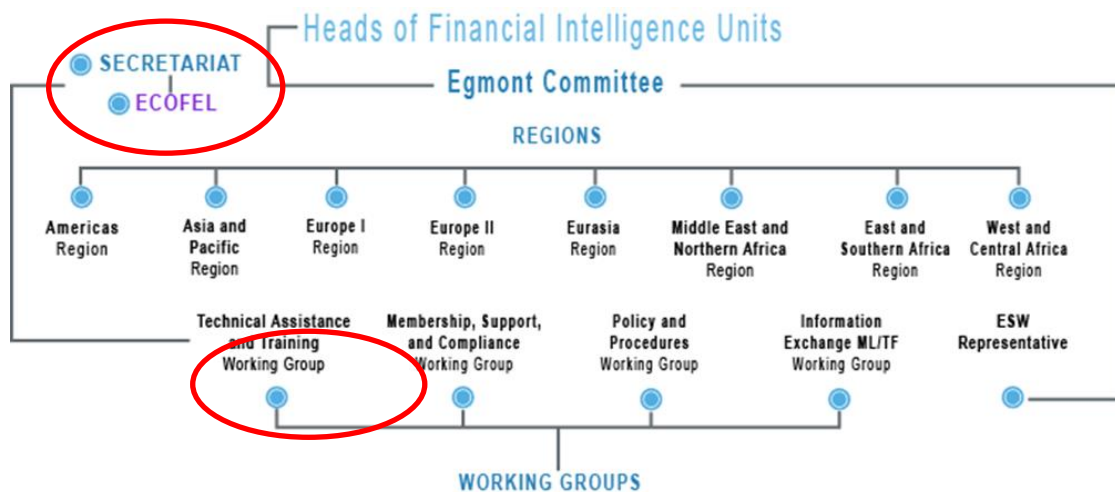 Heads of Financial Intelligence Units
SECRETARIAT
ECOFEL
Egmont Committee
REGIONS
Americas
Region
Asia and
Pacific
Region
Europe I
Region
Europe II
Region
Eurasia
Region
Middle East and
Northern Africa
Region
East and
Southern Africa
Region
West and
Central Africa
Region
Technical Assistance
and Training
Working Group
Membership, Support,
and Compliance
Working Group
Policy and
Procedures
Working Group
Information
Exchange ML/TF
Working Group
ESW
Representative
WORKING GROUPS